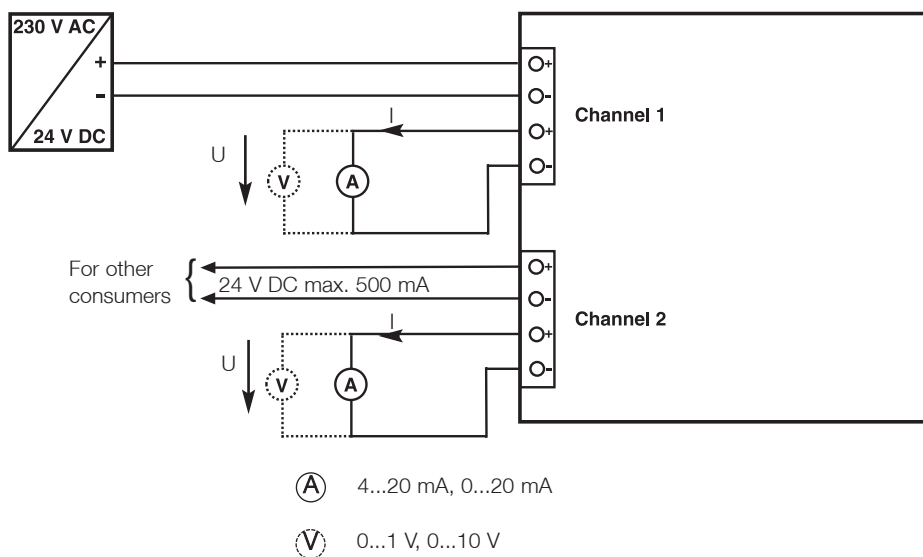 230 V AC
+
-
24 V DC
+
-
+
-
Channel 1
I
U
V
A
For other
consumers
{
24 V DC max. 500 mA
+
-
+
-
Channel 2
I
U
V
A
A 4...20 mA, 0...20 mA
V 0...1 V, 0...10 V